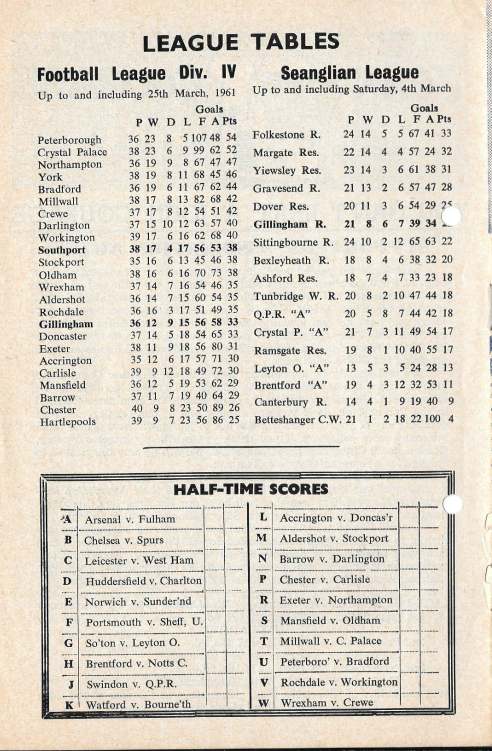 LEAGUE TABLES
Football League Div. IV
Up to and including 25th March, 1961
Goals
P W D L F A Pts
Peterborough 36 23 8 5 107 48 54
Crystal Palace 38 23 6 9 99 62 52
Northampton 36 19 9 8 67 47 47
York 38 19 8 11 68 45 46
Bradford 36 19 6 11 67 62 44
Millwall 38 17 8 13 82 68 42
Crewe 37 17 8 12 54 51 42
Darlington 37 15 10 12 63 57 40
Workington 39 17 6 16 62 68 40
Southport 38 17 4 17 56 53 38
Stockport 35 16 6 13 45 46 38
Oldham 38 16 6 16 70 73 38
Wrexham 37 14 7 16 54 46 35
Aldershot 36 14 7 15 60 54 35
Rochdale 36 16 3 17 51 49 35
Gillingham 36 12 9 15 56 58 33
Doncaster 37 14 5 18 54 65 33
Exeter 38 11 9 18 56 80 31
Accrington 35 12 6 17 57 71 30
Carlisle 39 9 12 18 49 72 30
Mansfield 36 12 5 19 53 62 29
Barrow 37 11 7 19 40 64 29
Chester 40 9 8 23 50 89 26
Hartlepools 39 9 7 23 56 86 25
Seanglian League
Up to and including Saturday, 4th March
Goals
P W D L F A Pts
Folkestone R. 24 14 5 5 67 41 33
Margate Res. 22 14 4 4 57 24 32
Yiewsley Res. 23 14 3 6 61 38 31
Gravesend R. 21 13 2 6 57 47 28
Dover Res. 20 11 3 6 54 29 25
Gillingham R. 21 8 6 7 39 34
Sittingbourne R. 24 10 2 12 65 63 22
Bexleyheath R. 18 8 4 6 38 32 20
Ashford Res. 18 7 4 7 33 23 18
Tunbridge W. R. 20 8 2 10 47 44 18
Q.P.R. "A" 20 5 8 7 44 42 18
Crystal P. "A" 21 7 3 11 49 54 17
Ramsgate Res. 19 8 1 10 40 55 17
Leyton O. "A" 13 5 3 5 24 28 13
Brentford "A" 19 4 3 12 32 53 11
Canterbury R. 14 4 1 9 19 40 9
Betteshanger C.W. 21 1 2 18 22 100 4
HALF-TIME SCORES
A Arsenal v. Fulham
B Chelsea v. Spurs
C Leicester v. West Ham
D Huddersfield v. Charlton
E Norwich v. Sunder'nd
F Portsmouth v. Sheff, U.
G So'ton v. Leyton O.
H Brentford v. Notts C.
J Swindon v. Q.P.R.
K Watford v. Bourne'th
L Accrington v. Doncas'r
M Aldershot v. Stockport
N Barrow v. Darlington
P Chester v. Carlisle
R Exeter v. Northampton
S Mansfield v. Oldham
T Millwall v. C. Palace
U Peterboro' v. Bradford
V Rochdale v. Workington
W Wrexham v. Crewe